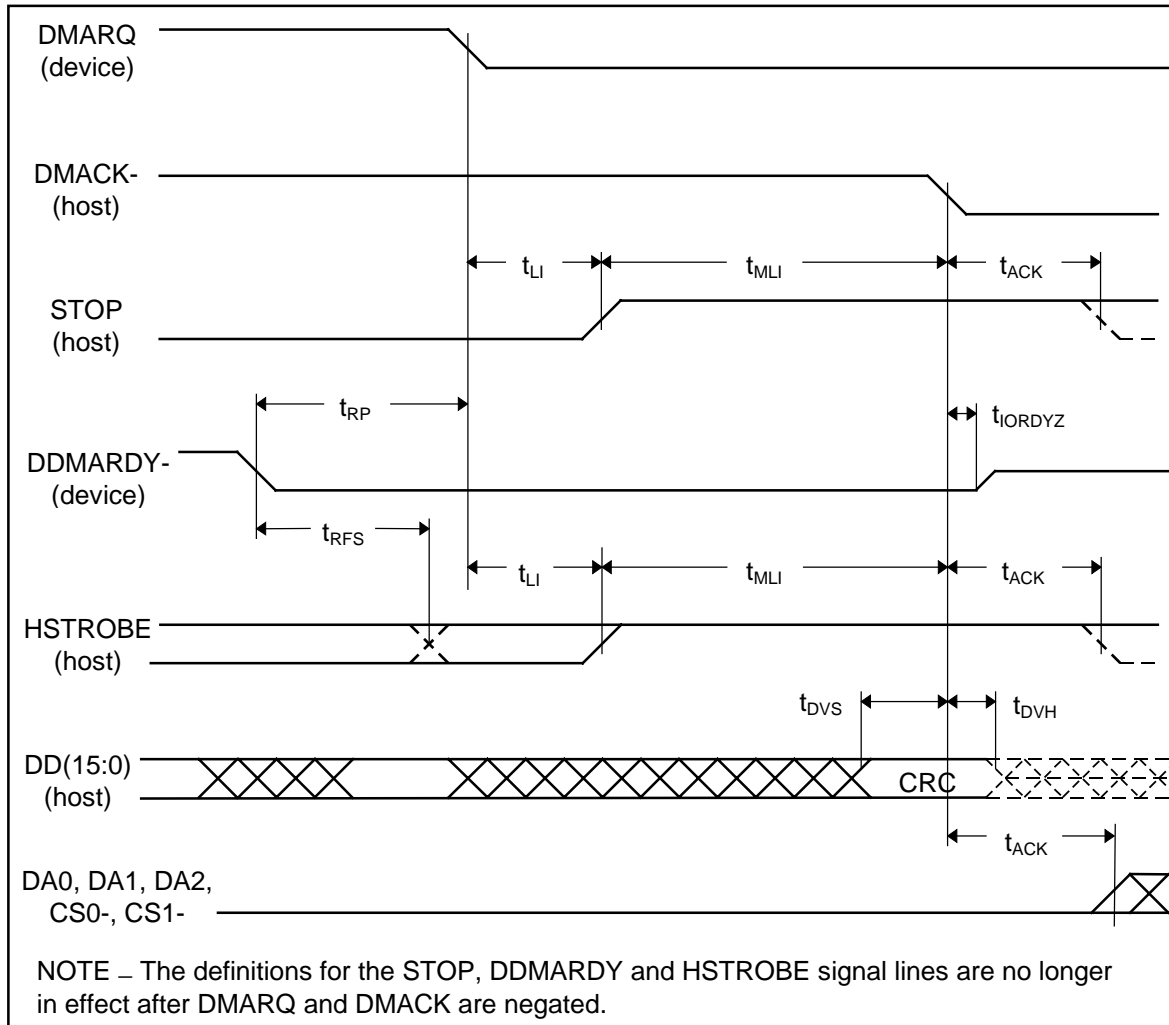 DMARQ
(device)
DMACK-
(host)
tLI
tMLI
tACK
STOP
(host)
tRP
tIORDYZ
DDMARDY-
(device)
tRFS
tLI
tMLI
tACK
HSTROBE
(host)
tDVS
tDVH
DD(15:0)
(host)
CRC
tACK
DA0, DA1, DA2,
CS0-, CS1-
NOTE – The definitions for the STOP, DDMARDY and HSTROBE signal lines are no longer
in effect after DMARQ and DMACK are negated.